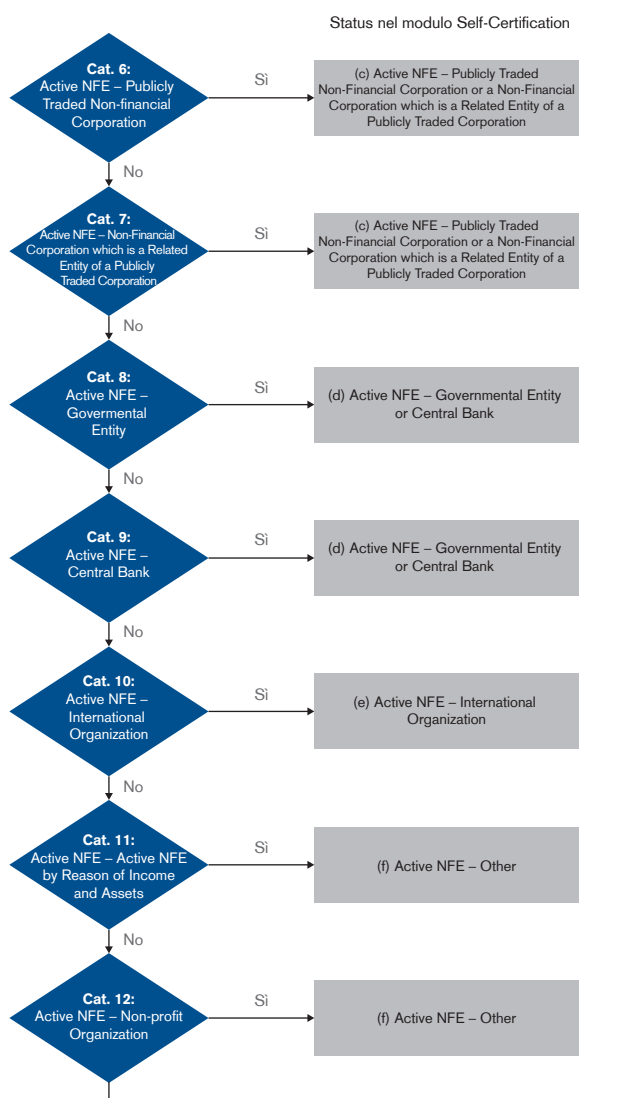 Status nel modulo Self-Certification
Cat. 6:
Active NFE – Publicly
Traded Non-financial
Corporation
Sì
(c) Active NFE – Publicly Traded
Non-Financial Corporation or a Non-Financial
Corporation which is a Related Entity of a
Publicly Traded Corporation
No
Cat. 7:
Active NFE – Non-Financial
Corporation which is a Related
Entity of a Publicly
Traded Corporation
Sì
(c) Active NFE – Publicly Traded
Non-Financial Corporation or a Non-Financial
Corporation which is a Related Entity of a
Publicly Traded Corporation
No
Cat. 8:
Active NFE –
Govermental
Entity
Sì
(d) Active NFE – Governmental Entity
or Central Bank
No
Cat. 9:
Active NFE –
Central Bank
Sì
(d) Active NFE – Governmental Entity
or Central Bank
No
Cat. 10:
Active NFE –
International
Organization
Sì
(e) Active NFE – International
Organization
No
Cat. 11:
Active NFE – Active NFE
by Reason of Income
and Assets
Sì
(f) Active NFE – Other
No
Cat. 12:
Active NFE – Non-profit
Organization
Sì
(f) Active NFE – Other